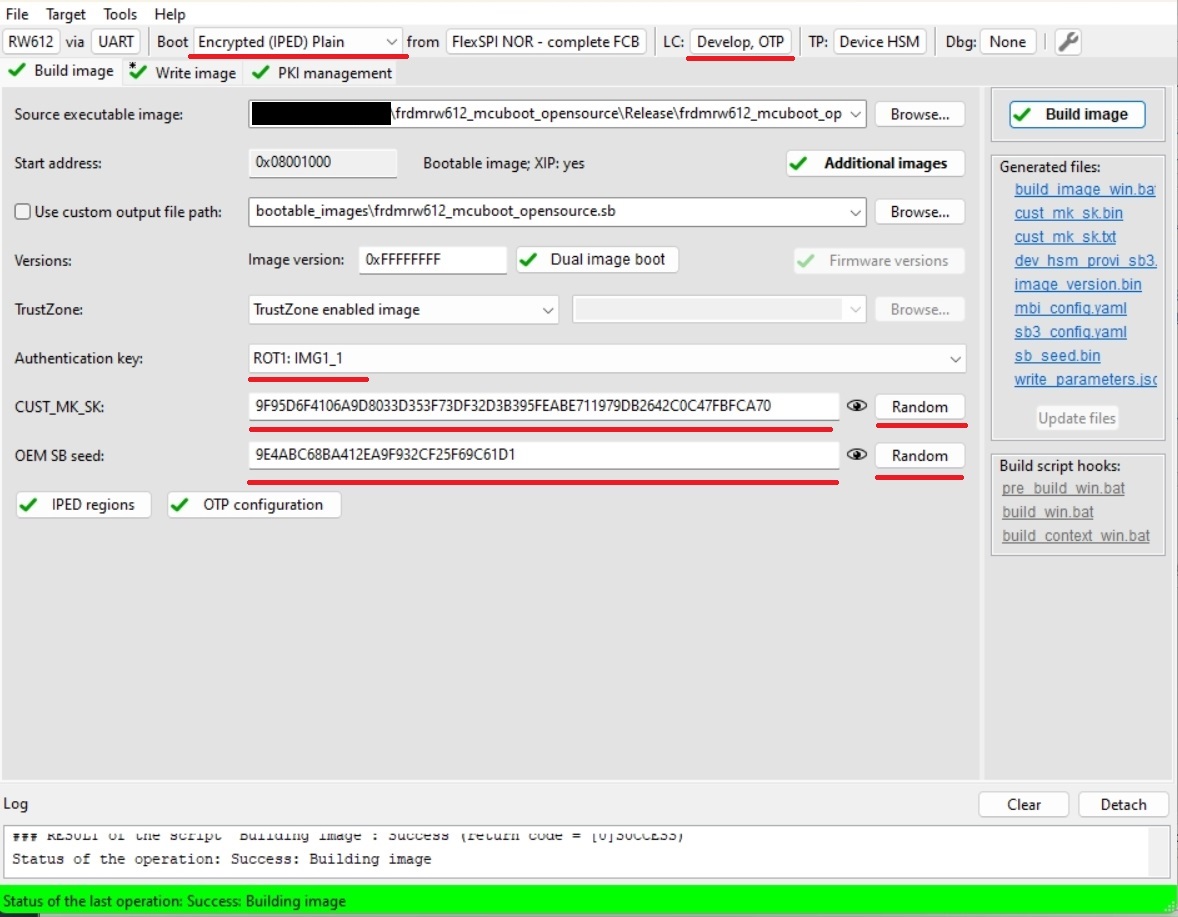 File Target Tools Help
RW612 via UART Boot Encrypted (IPED) Plain from FlexSPI NOR - complete FCB LC: Develop, OTP TP: Device HSM Dbg: None
Build image * Write image PKI management
Source executable image: \frdmrw612_mcuboot_opensource\Release\frdmrw612_mcuboot_op Browse...
Start address: 0x08001000 Bootable image; XIP: yes Additional images
Use custom output file path: bootable_images\frdmrw612_mcuboot_opensource.sb Browse...
Versions: Image version: 0xFFFFFFFF Dual image boot Firmware versions
TrustZone: TrustZone enabled image Browse...
Authentication key: ROT1: IMG1_1
CUST_MK_SK: 9F95D6F4106A9D8033D353F73DF32D3B395FEABE711979DB2642C0C47FBFCA70 Random
OEM SB seed: 9E4ABC68BA412EA9F932CF25F69C61D1 Random
IPED regions OTP configuration
Build image
Generated files:
build_image_win.ba
cust_mk_sk.bin
cust_mk_sk.txt
dev_hsm_provi_sb3.
image_version.bin
mbi_config.yaml
sb3_config.yaml
sb_seed.bin
write_parameters.jsc
Update files
Build script hooks:
pre_build_win.bat
build_win.bat
build_context_win.bat
Log Clear Detach
### RESULT of the script "Building image": Success (return code = [0]SUCCESS)
Status of the operation: Success: Building image
Status of the last operation: Success: Building image